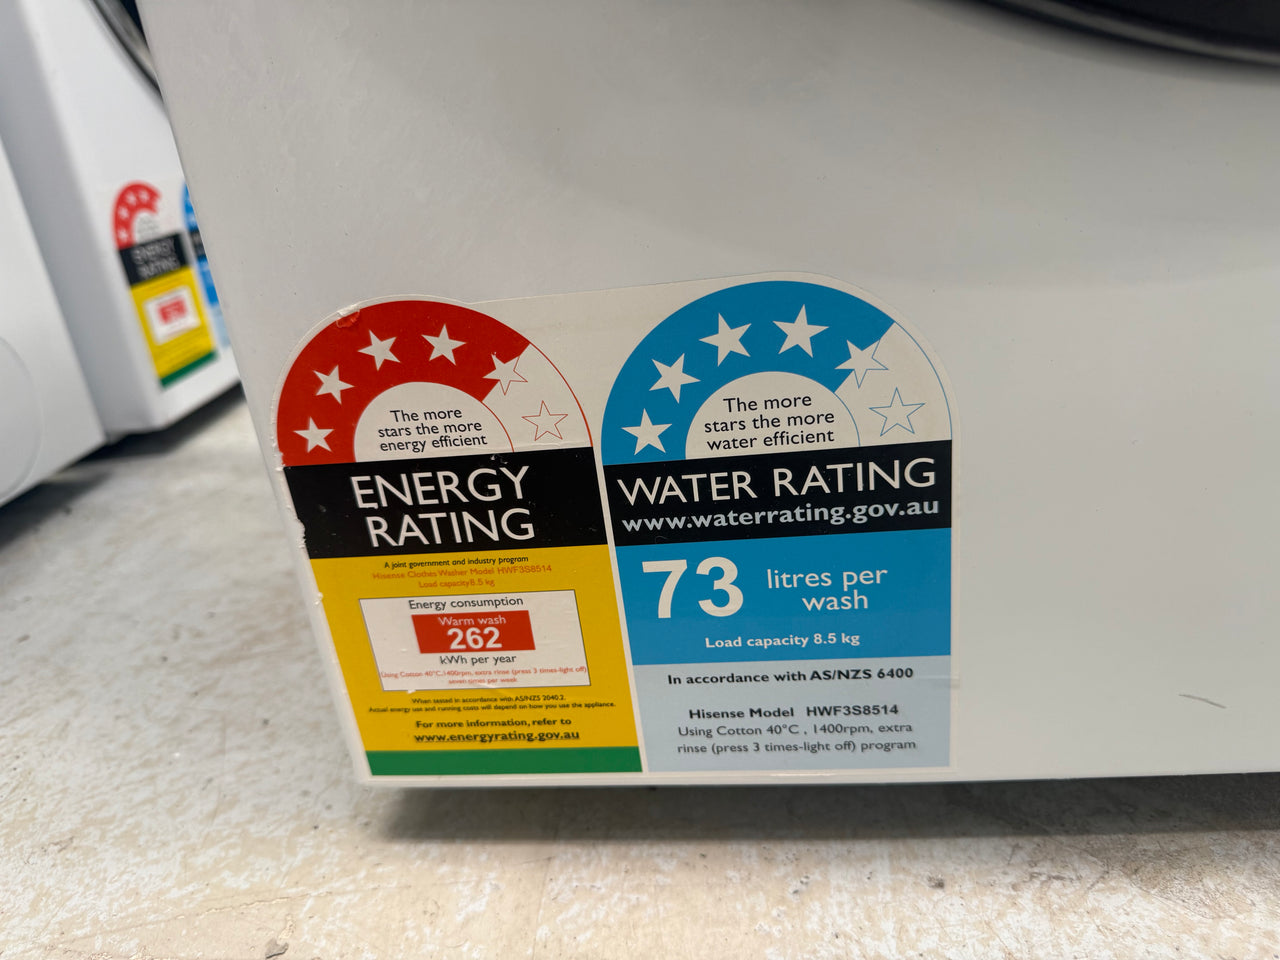 The more
stars the more
energy efficient
ENERGY
RATING
A joint government and industry program
Hisense Clothes Washer Model HWF3S8514
Load capacity8.5 kg
Energy consumption
Warm wash
262
kWh per year
Using Cotton 40°C,1400rpm, extra rinse (press 3 times-light off)
seven times per week
When tested in accordance with AS/NZS 2040.2.
Actual energy use and running costs will depend on how you use the appliance.
For more information, refer to
www.energyrating.gov.au
The more
stars the more
water efficient
WATER RATING
www.waterrating.gov.au
73 litres per
wash
Load capacity 8.5 kg
In accordance with AS/NZS 6400
Hisense Model HWF3S8514
Using Cotton 40°C , 1400rpm, extra
rinse (press 3 times-light off) program
ENERGY
RATING